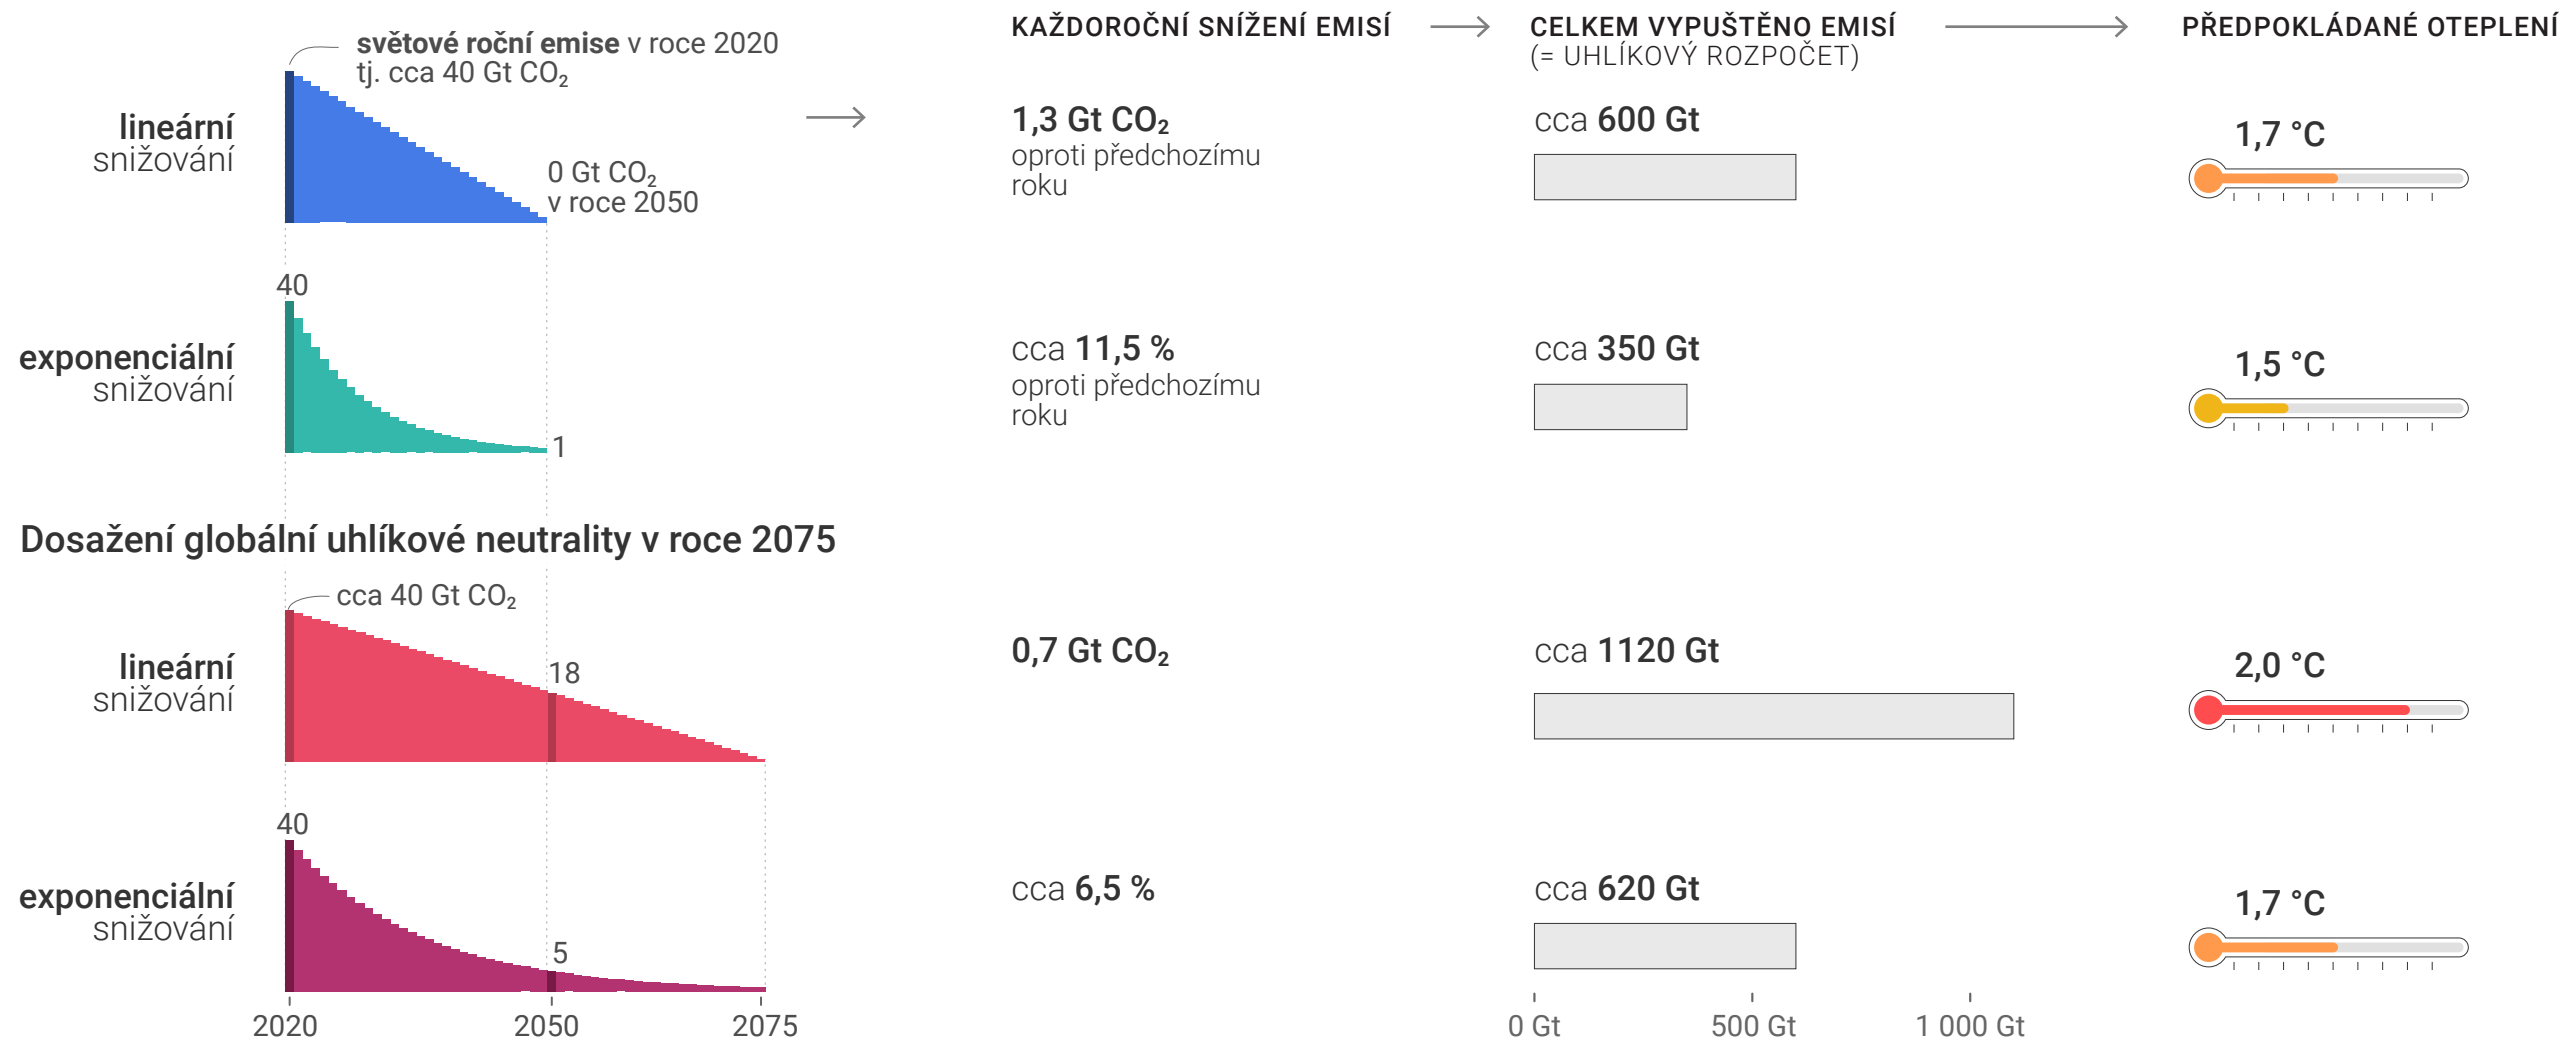 KAŽDOROČNÍ SNÍŽENÍ EMISÍ
CELKEM VYPUŠTĚNO EMISÍ
(= UHLÍKOVÝ ROZPOČET)
PŘEDPOKLÁDANÉ OTEPLENÍ
světové roční emise v roce 2020
tj. cca 40 Gt CO₂
lineární
snižování
0 Gt CO₂
v roce 2050
1,3 Gt CO₂
oproti předchozímu
roku
cca 600 Gt
1,7 °C
40
exponenciální
snižování
1
cca 11,5 %
oproti předchozímu
roku
cca 350 Gt
1,5 °C
Dosažení globální uhlíkové neutrality v roce 2075
cca 40 Gt CO₂
lineární
snižování
18
0,7 Gt CO₂
cca 1120 Gt
2,0 °C
40
exponenciální
snižování
5
cca 6,5 %
cca 620 Gt
1,7 °C
2020
2050
2075
0 Gt
500 Gt
1 000 Gt